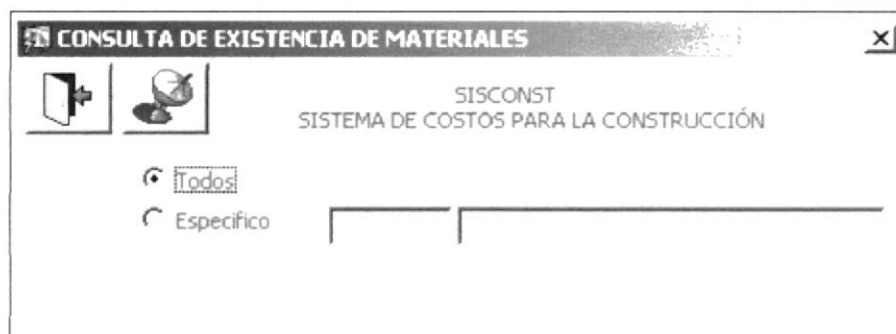 CONSULTA DE EXISTENCIA DE MATERIALES
SISCONST
SISTEMA DE COSTOS PARA LA CONSTRUCCIÓN
Todos
Especifico